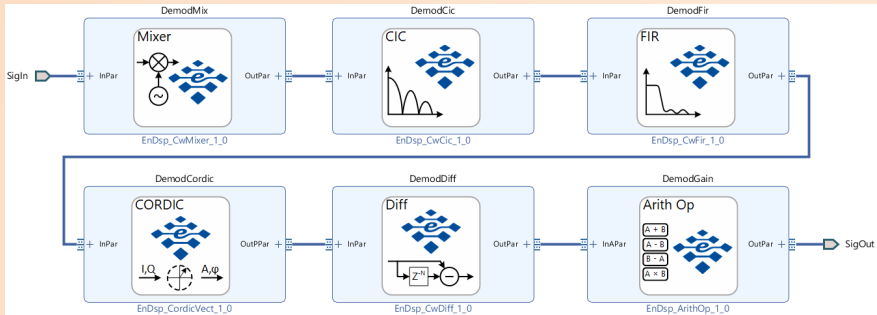 DemodMix
DemodCic
DemodFir
Mixer
CIC
FIR
SigIn
InPar
OutPar
InPar
OutPar
InPar
OutPar
EnDsp_CwMixer_1_0
EnDsp_CwCic_1_0
EnDsp_CwFir_1_0
DemodCordic
DemodDiff
DemodGain
CORDIC
Diff
Arith Op
A + B
InPar
OutPPar
InPar
OutPar
InAPar
A - B
OutPar
SigOut
B - A
I,Q
A,φ
Z-N
A × B
EnDsp_CordicVect_1_0
EnDsp_CwDiff_1_0
EnDsp_ArithOp_1_0